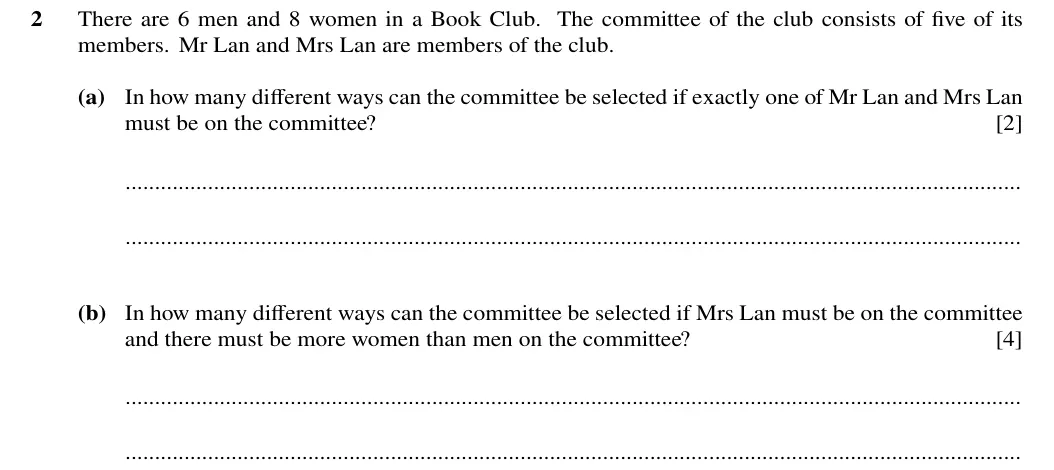 2 There are 6 men and 8 women in a Book Club. The committee of the club consists of five of its
members. Mr Lan and Mrs Lan are members of the club.
(a) In how many different ways can the committee be selected if exactly one of Mr Lan and Mrs Lan
must be on the committee? [2]
(b) In how many different ways can the committee be selected if Mrs Lan must be on the committee
and there must be more women than men on the committee? [4]